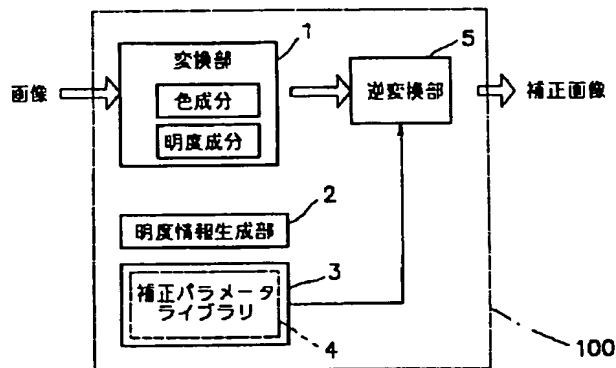 1
5
変換部
画像
色成分
明度成分
逆変換部
補正画像
2
明度情報生成部
3
補正パラメータ
ライブラリ
4
100